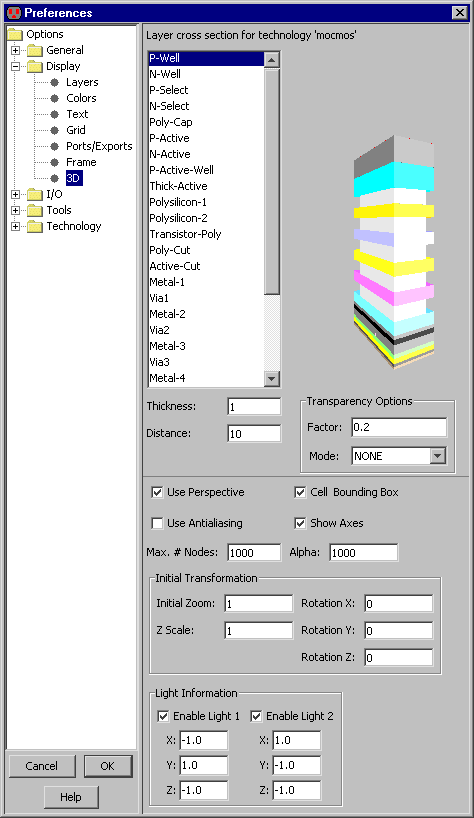 Preferences
Options
General
Display
Layers
Colors
Text
Grid
Ports/Exports
Frame
3D
I/O
Tools
Technology
Cancel
OK
Help
Layer cross section for technology 'mocmos'
P-Well
N-Well
P-Select
N-Select
Poly-Cap
P-Active
N-Active
P-Active-Well
Thick-Active
Polysilicon-1
Polysilicon-2
Transistor-Poly
Poly-Cut
Active-Cut
Metal-1
Via1
Metal-2
Via2
Metal-3
Via3
Metal-4
Thickness: 1
Distance: 10
Transparency Options
Factor: 0.2
Mode: NONE
Use Perspective
Cell Bounding Box
Use Antialiasing
Show Axes
Max. # Nodes: 1000 Alpha: 1000
Initial Transformation
Initial Zoom: 1 Rotation X: 0
Z Scale: 1 Rotation Y: 0
Rotation Z: 0
Light Information
Enable Light 1 Enable Light 2
X: -1.0 X: 1.0
Y: 1.0 Y: -1.0
Z: -1.0 Z: -1.0